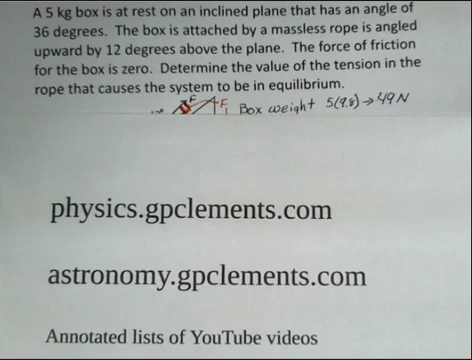 A 5 kg box is at rest on an inclined plane that has an angle of
36 degrees. The box is attached by a massless rope is angled
upward by 12 degrees above the plane. The force of friction
for the box is zero. Determine the value of the tension in the
rope that causes the system to be in equilibrium.
F F₁ Box weight 5(9.8)→49N
physics.gpclements.com
astronomy.gpclements.com
Annotated lists of YouTube videos